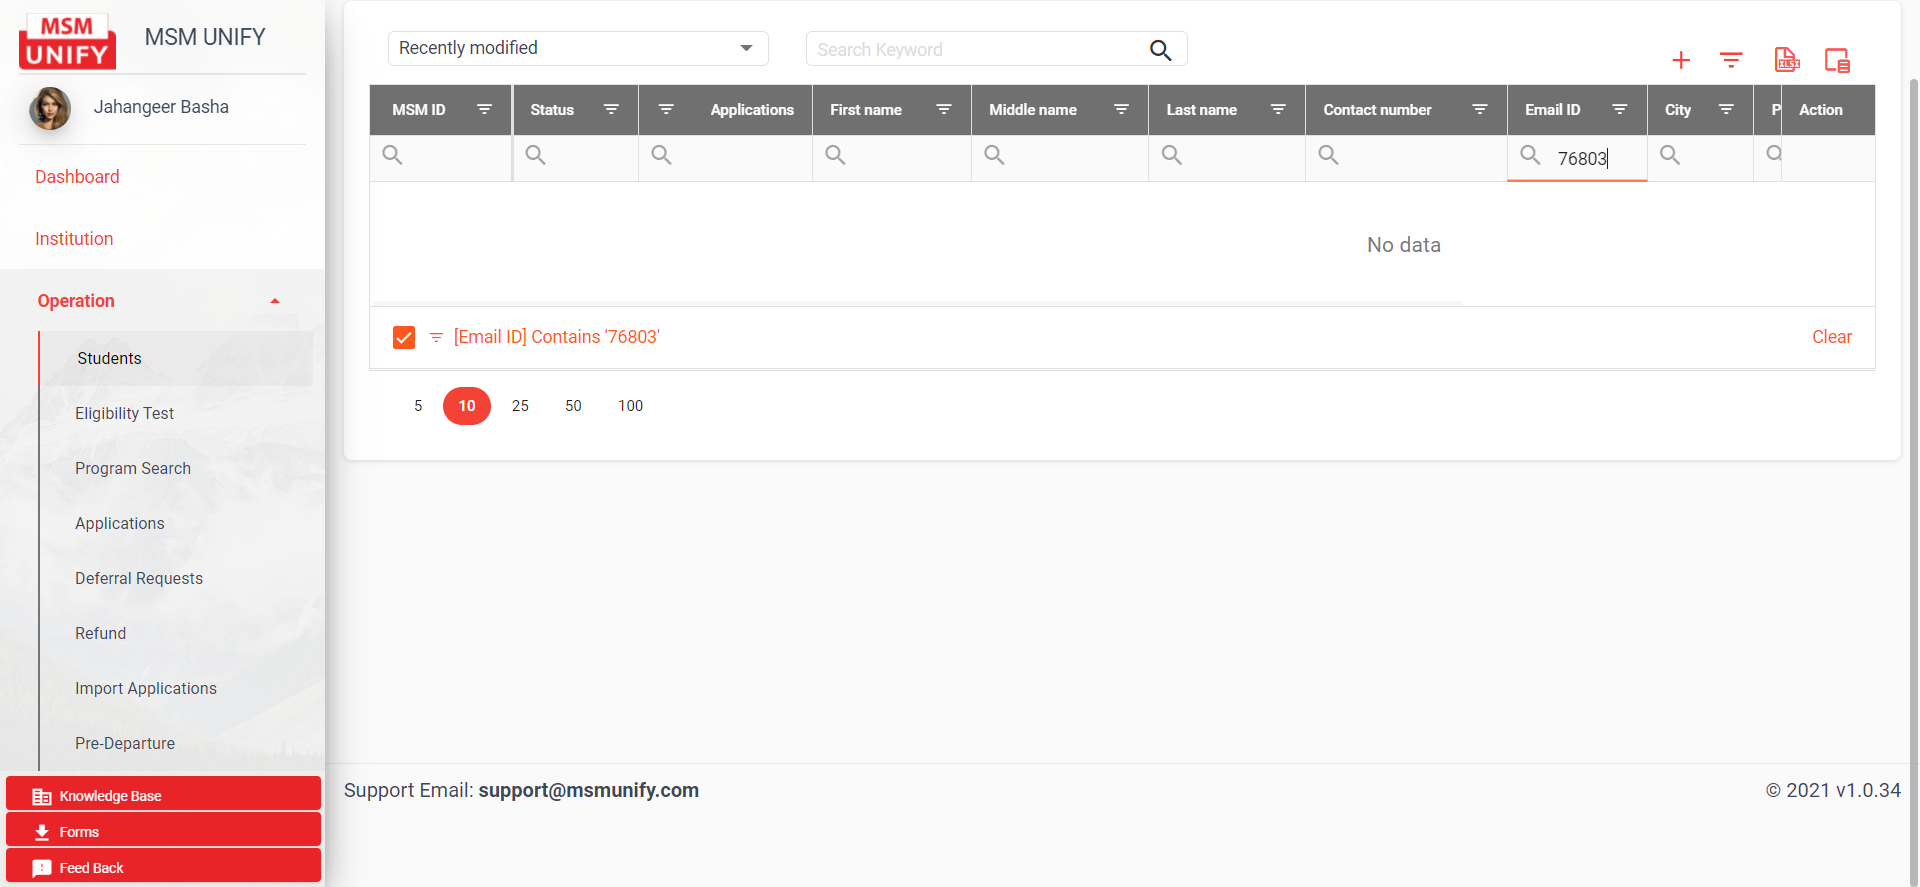 MSM
UNIFY
MSM UNIFY
Jahangeer Basha
Dashboard
Institution
Operation
Students
Eligibility Test
Program Search
Applications
Deferral Requests
Refund
Import Applications
Pre-Departure
Knowledge Base
Forms
Feed Back
Recently modified
Search Keyword
XLSX
MSM ID Status Applications First name Middle name Last name Contact number Email ID City P Action
76803
No data
[Email ID] Contains '76803'
Clear
5 10 25 50 100
Support Email: support@msmunify.com
© 2021 v1.0.34